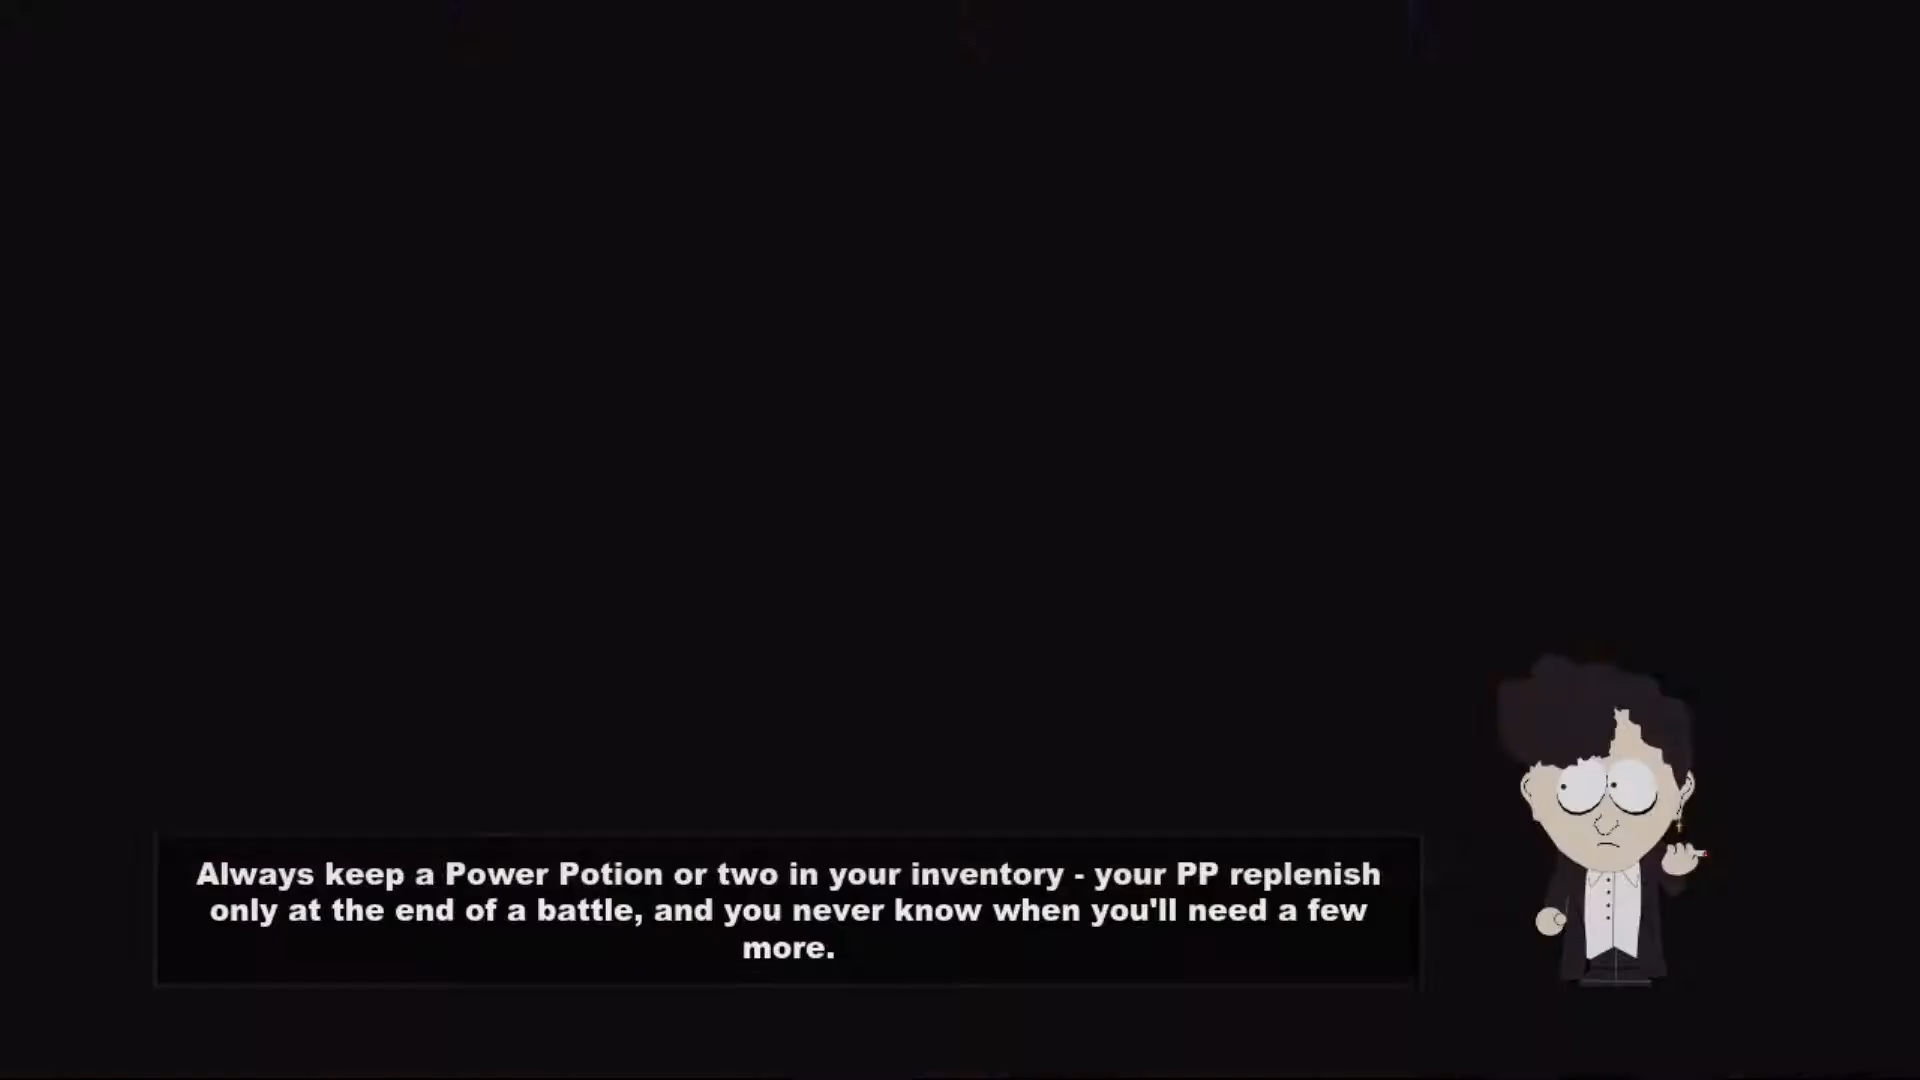 Always keep a Power Potion or two in your inventory - your PP replenish
only at the end of a battle, and you never know when you'll need a few
more.